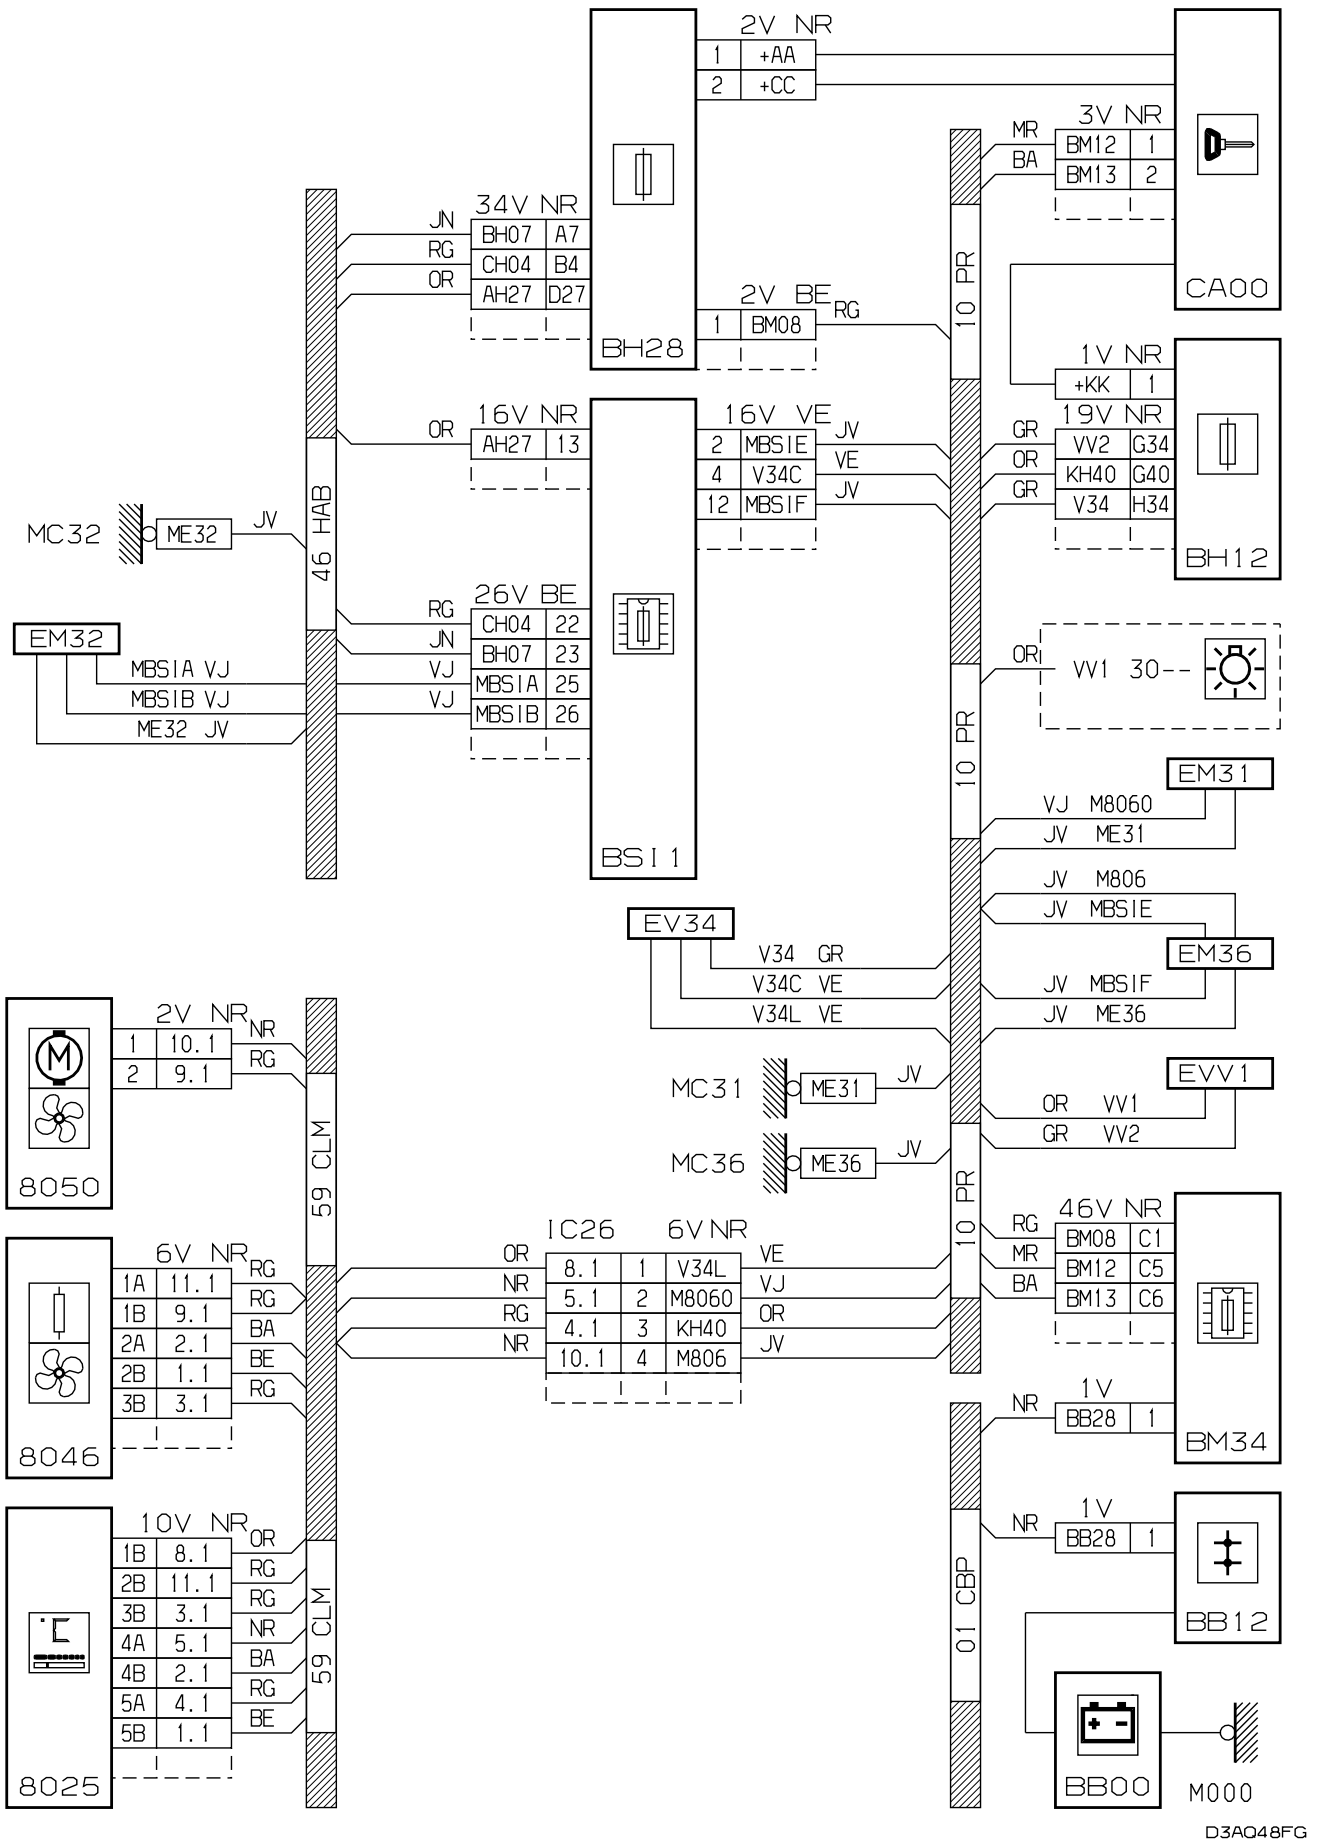 2V NR
1 +AA
2 +CC
3V NR
MR BM12 1
BA BM13 2
CA00
34V NR
JN BH07 A7
RG CH04 B4
OR AH27 D27
BH28
2V BE
1 BM08 RG
10 PR
1V NR
+KK 1
19V NR
GR VV2 G34
OR KH40 G40
GR V34 H34
BH12
16V NR
OR AH27 13
16V VE
2 MBSIE JV
4 V34C VE
12 MBSIF JV
MC32 ME32 JV
46 HAB
26V BE
RG CH04 22
JN BH07 23
VJ MBSIA 25
VJ MBSIB 26
BSI1
EM32
MBSIA VJ
MBSIB VJ
ME32 JV
OR VV1 30--
10 PR
EM31
VJ M8060
JV ME31
JV M806
JV MBSIE
EM36
JV MBSIF
JV ME36
EV34
V34 GR
V34C VE
V34L VE
MC31 ME31 JV
MC36 ME36 JV
EVV1
OR VV1
GR VV2
10 PR
2V NR
1 10.1 NR
2 9.1 RG
M
8050
59 CLM
6V NR
1A 11.1 RG
1B 9.1 RG
2A 2.1 BA
2B 1.1 BE
3B 3.1 RG
8046
IC26 6V NR
OR 8.1 1 V34L VE
NR 5.1 2 M8060 VJ
RG 4.1 3 KH40 OR
NR 10.1 4 M806 JV
46V NR
RG BM08 C1
MR BM12 C5
BA BM13 C6
1V
NR BB28 1
BM34
10V NR
1B 8.1 OR
2B 11.1 RG
3B 3.1 RG
4A 5.1 NR
4B 2.1 BA
5A 4.1 RG
5B 1.1 BE
°C
8025
59 CLM
01 CBP
1V
NR BB28 1
BB12
+ -
BB00
M000
D3AQ48FG